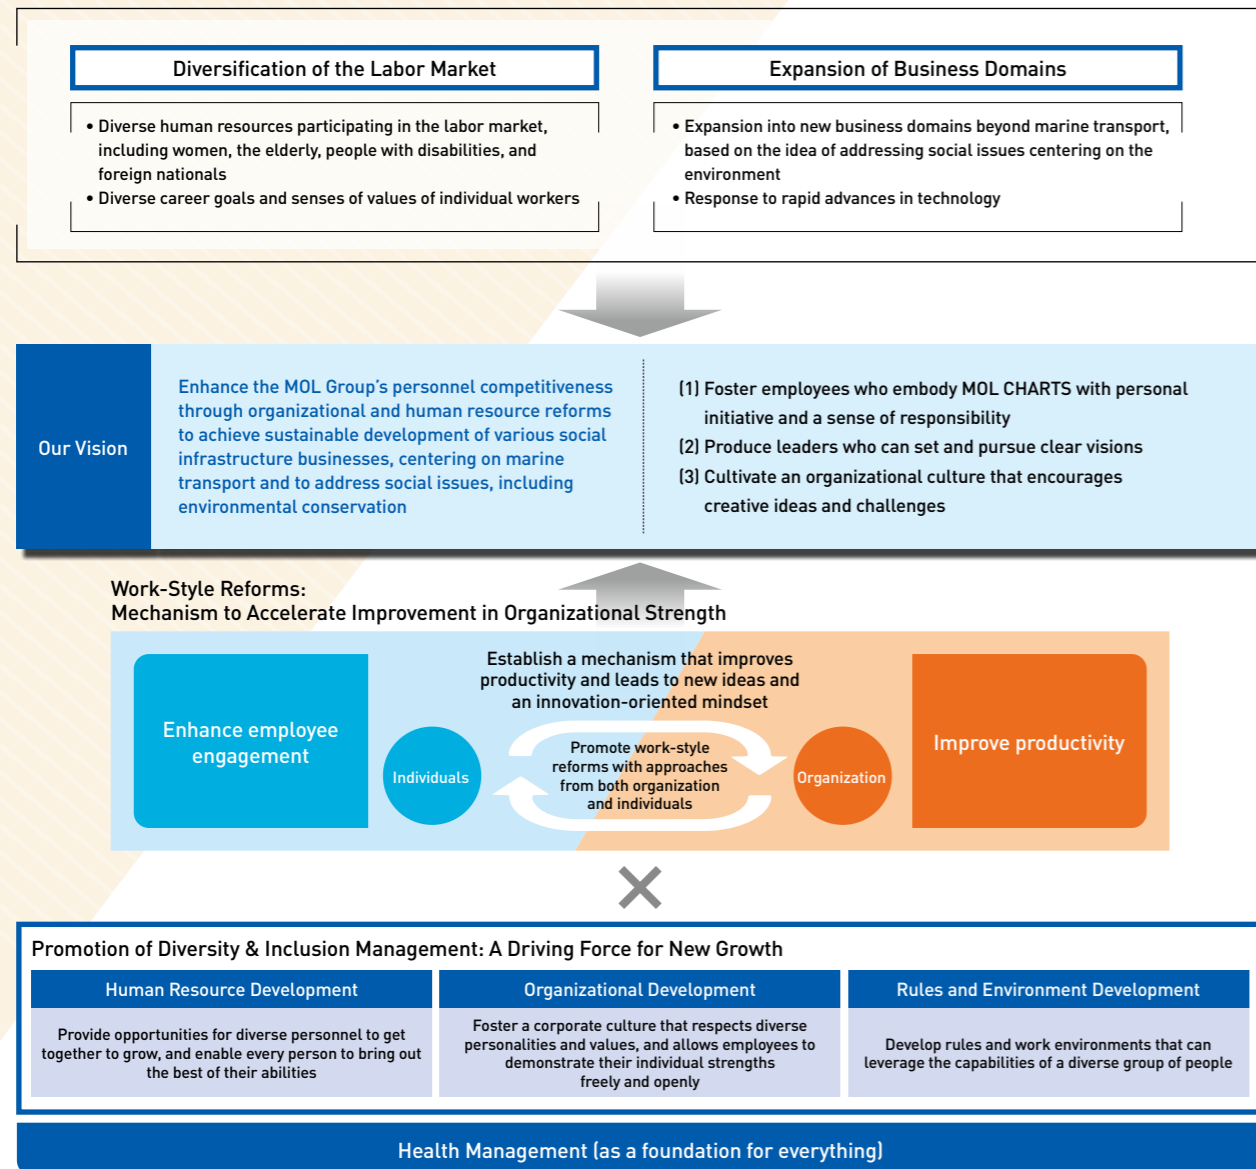 Diversification of the Labor Market
• Diverse human resources participating in the labor market,
including women, the elderly, people with disabilities, and
foreign nationals
• Diverse career goals and senses of values of individual workers
Expansion of Business Domains
• Expansion into new business domains beyond marine transport,
based on the idea of addressing social issues centering on the
environment
• Response to rapid advances in technology
Our Vision
Enhance the MOL Group's personnel competitiveness
through organizational and human resource reforms
to achieve sustainable development of various social
infrastructure businesses, centering on marine
transport and to address social issues, including
environmental conservation
(1) Foster employees who embody MOL CHARTS with personal
initiative and a sense of responsibility
(2) Produce leaders who can set and pursue clear visions
(3) Cultivate an organizational culture that encourages
creative ideas and challenges
Work-Style Reforms:
Mechanism to Accelerate Improvement in Organizational Strength
Establish a mechanism that improves
productivity and leads to new ideas and
an innovation-oriented mindset
Enhance employee
engagement
Individuals
Promote work-style
reforms with approaches
from both organization
and individuals
Organization
Improve productivity
×
Promotion of Diversity & Inclusion Management: A Driving Force for New Growth
Human Resource Development
Provide opportunities for diverse personnel to get
together to grow, and enable every person to bring out
the best of their abilities
Organizational Development
Foster a corporate culture that respects diverse
personalities and values, and allows employees to
demonstrate their individual strengths
freely and openly
Rules and Environment Development
Develop rules and work environments that can
leverage the capabilities of a diverse group of people
Health Management (as a foundation for everything)